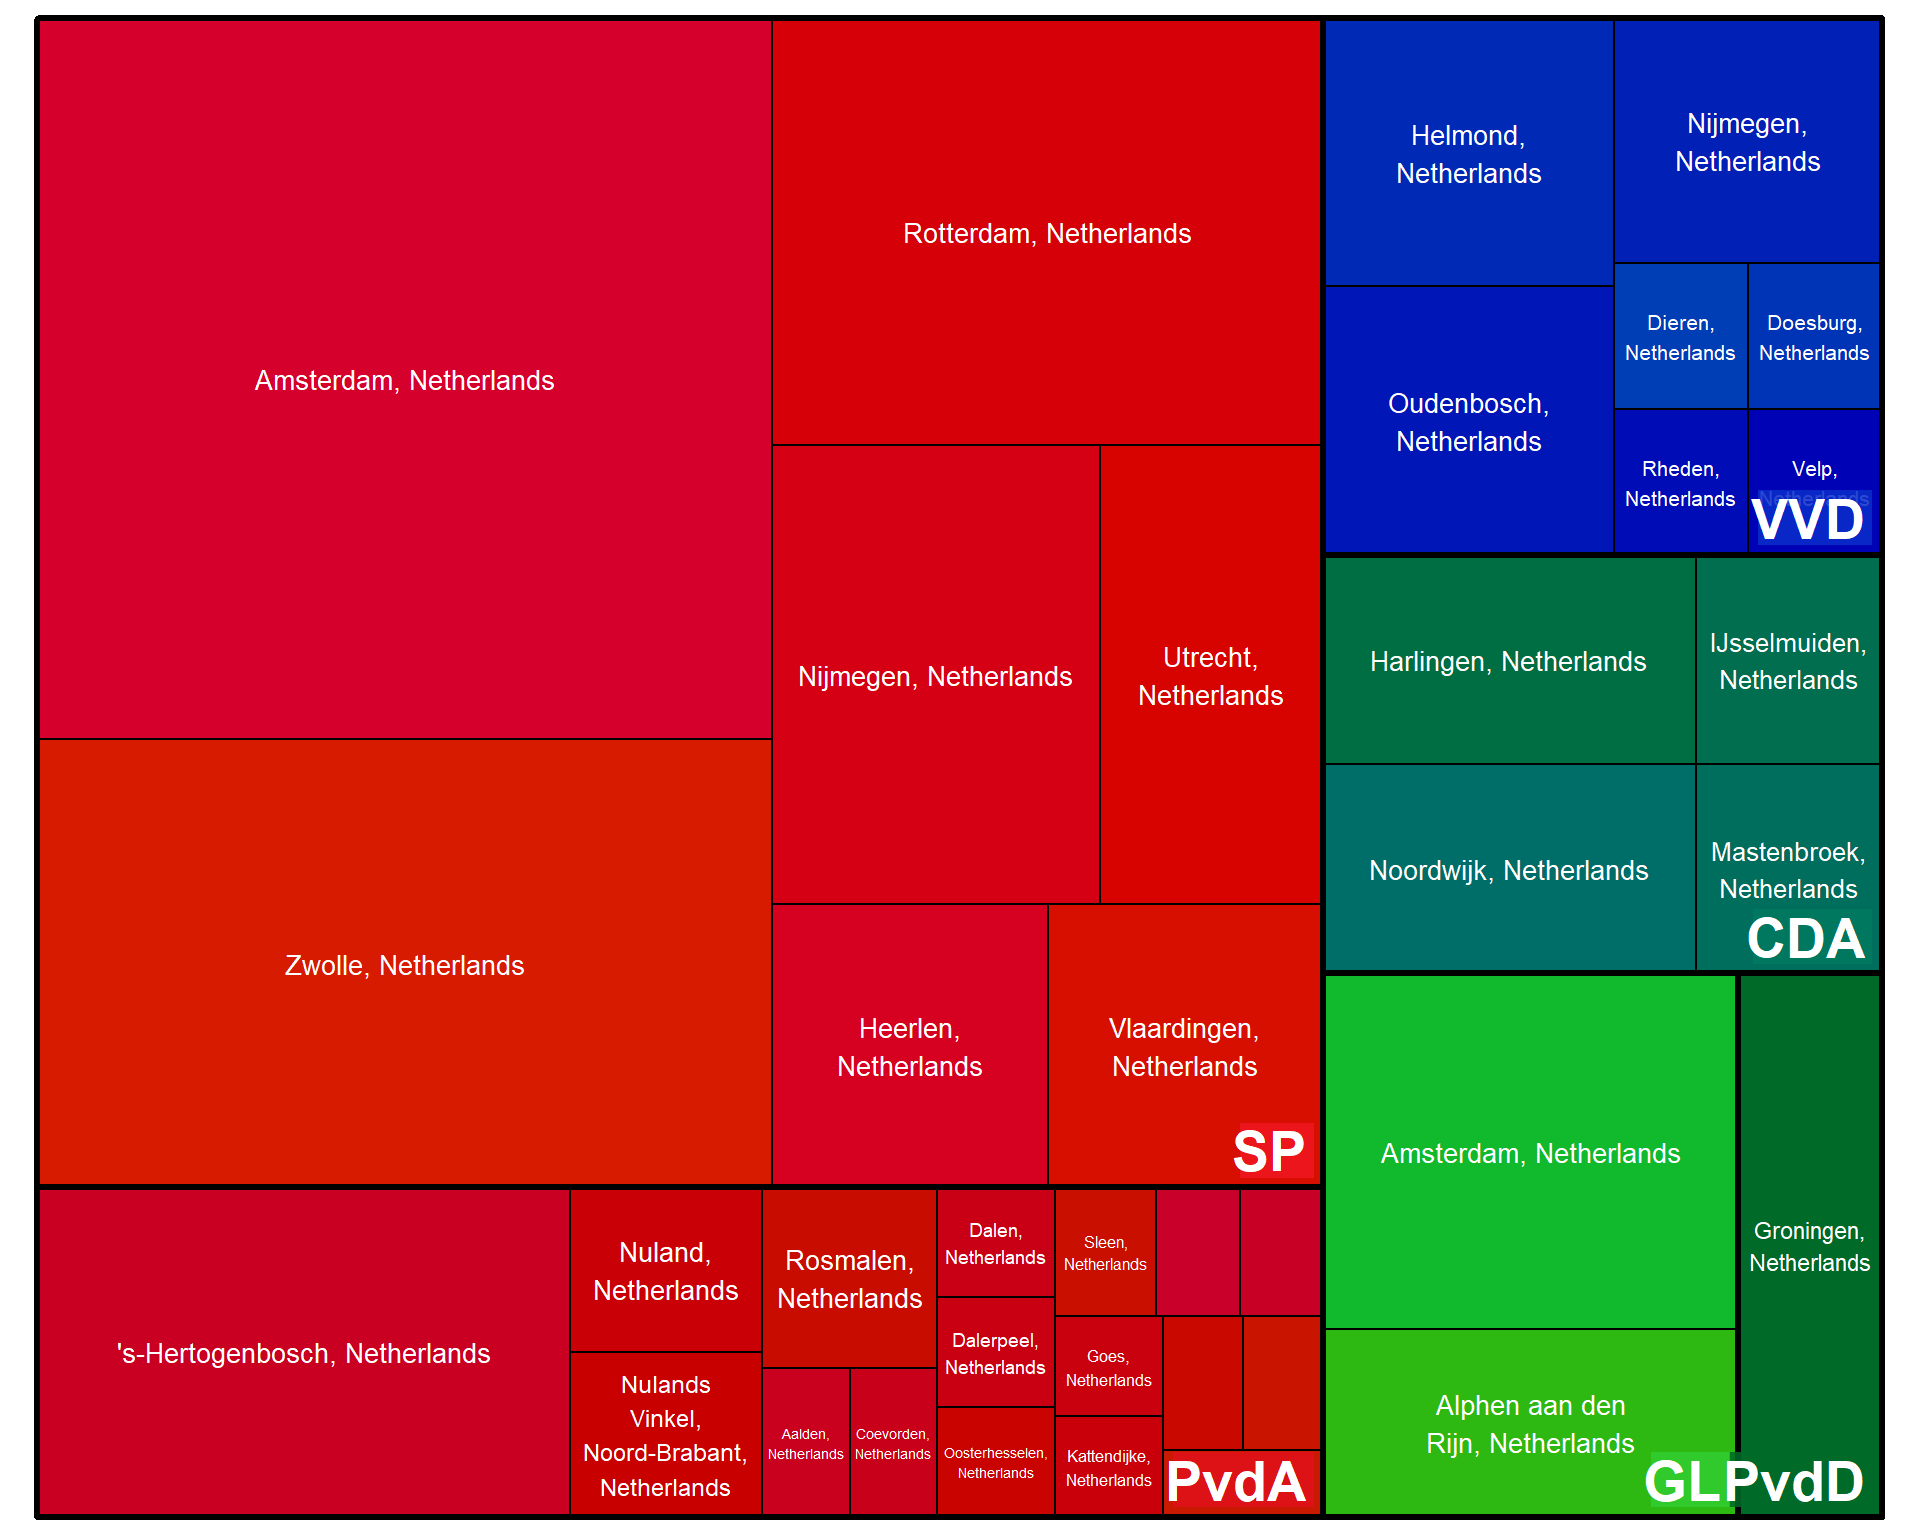 Amsterdam, Netherlands
Zwolle, Netherlands
Rotterdam, Netherlands
Nijmegen, Netherlands
Utrecht,
Netherlands
Heerlen,
Netherlands
Vlaardingen,
Netherlands
SP
's-Hertogenbosch, Netherlands
Nuland,
Netherlands
Nulands
Vinkel,
Noord-Brabant,
Netherlands
Rosmalen,
Netherlands
Aalden,
Netherlands
Coevorden,
Netherlands
Dalen,
Netherlands
Dalerpeel,
Netherlands
Oosterhesselen,
Netherlands
Sleen,
Netherlands
Goes,
Netherlands
Kattendijke,
Netherlands
PvdA
Helmond,
Netherlands
Oudenbosch,
Netherlands
Nijmegen,
Netherlands
Dieren,
Netherlands
Doesburg,
Netherlands
Rheden,
Netherlands
Velp,
Netherlands
VVD
Harlingen, Netherlands
IJsselmuiden,
Netherlands
Noordwijk, Netherlands
Mastenbroek,
Netherlands
CDA
Amsterdam, Netherlands
Alphen aan den
Rijn, Netherlands
GL
Groningen,
Netherlands
PvdD